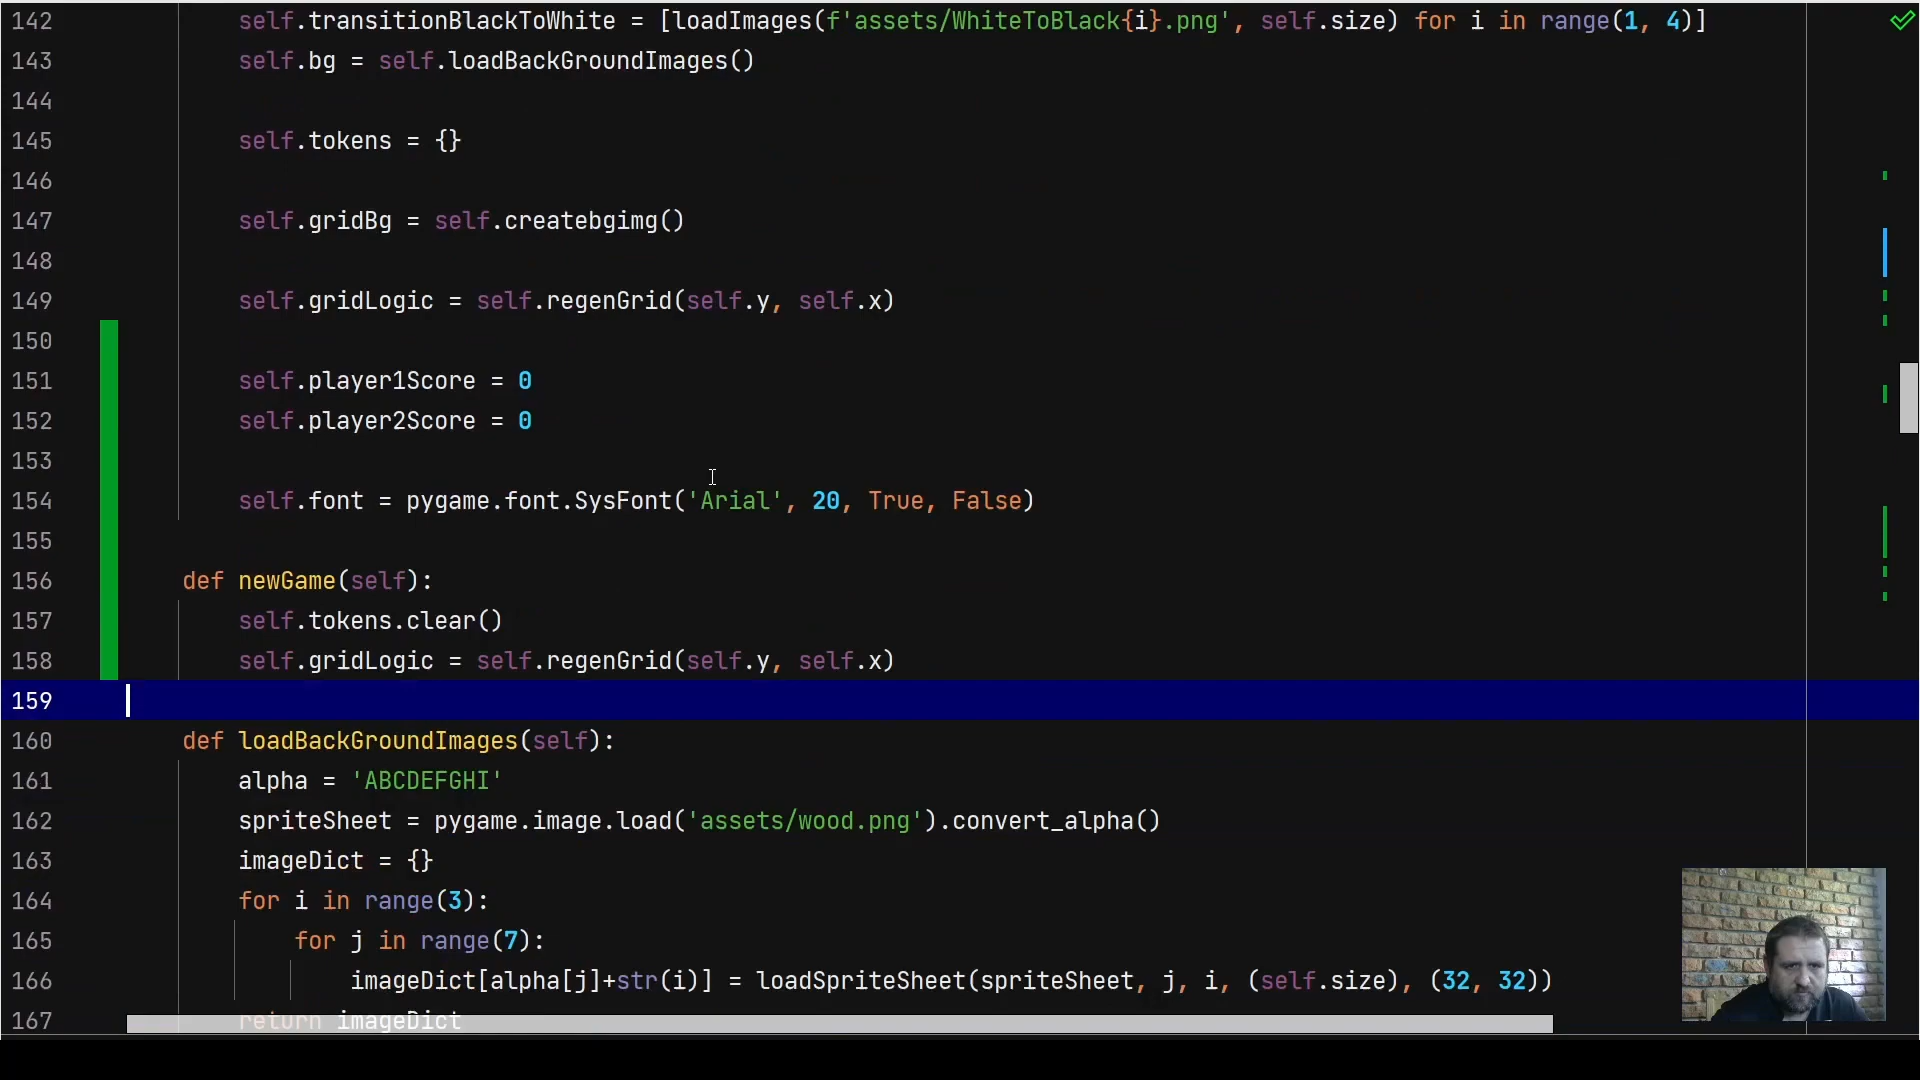 142 self.transitionBlackToWhite = [loadImages(f'assets/WhiteToBlack{i}.png', self.size) for i in range(1, 4)]
143 self.bg = self.loadBackGroundImages()
144
145 self.tokens = {}
146
147 self.gridBg = self.createbgimg()
148
149 self.gridLogic = self.regenGrid(self.y, self.x)
150
151 self.player1Score = 0
152 self.player2Score = 0
153
154 self.font = pygame.font.SysFont('Arial', 20, True, False)
155
156 def newGame(self):
157 self.tokens.clear()
158 self.gridLogic = self.regenGrid(self.y, self.x)
159
160 def loadBackGroundImages(self):
161 alpha = 'ABCDEFGHI'
162 spriteSheet = pygame.image.load('assets/wood.png').convert_alpha()
163 imageDict = {}
164 for i in range(3):
165 for j in range(7):
166 imageDict[alpha[j]+str(i)] = loadSpriteSheet(spriteSheet, j, i, (self.size), (32, 32))
167 return imageDict